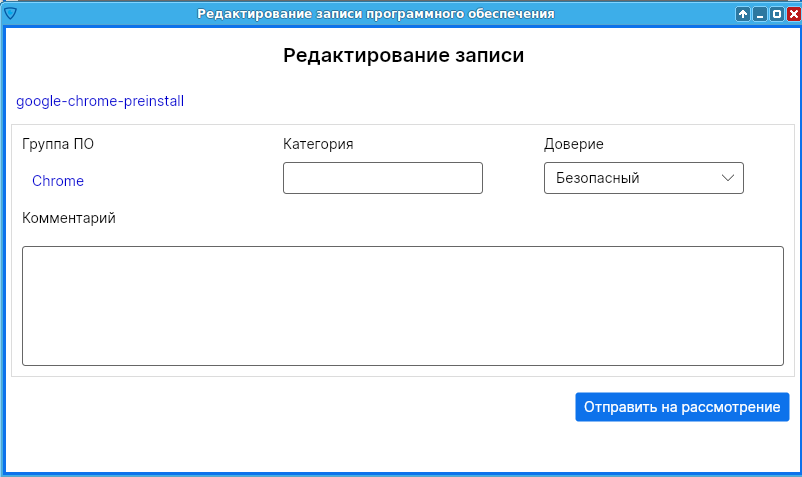 Редактирование записи программного обеспечения
Редактирование записи
google-chrome-preinstall
Группа ПО Категория Доверие
Chrome Безопасный
Комментарий
Отправить на рассмотрение